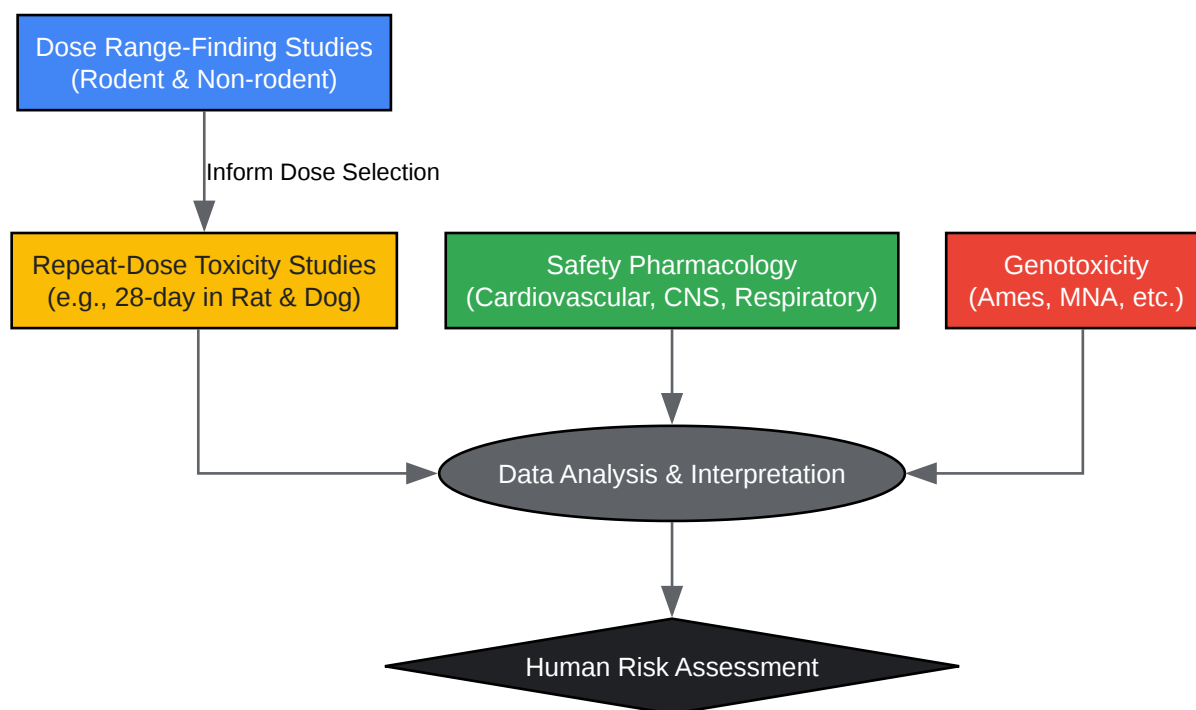 Dose Range-Finding Studies
(Rodent & Non-rodent)
Inform Dose Selection
Repeat-Dose Toxicity Studies
(e.g., 28-day in Rat & Dog)
Safety Pharmacology
(Cardiovascular, CNS, Respiratory)
Genotoxicity
(Ames, MNA, etc.)
Data Analysis & Interpretation
Human Risk Assessment